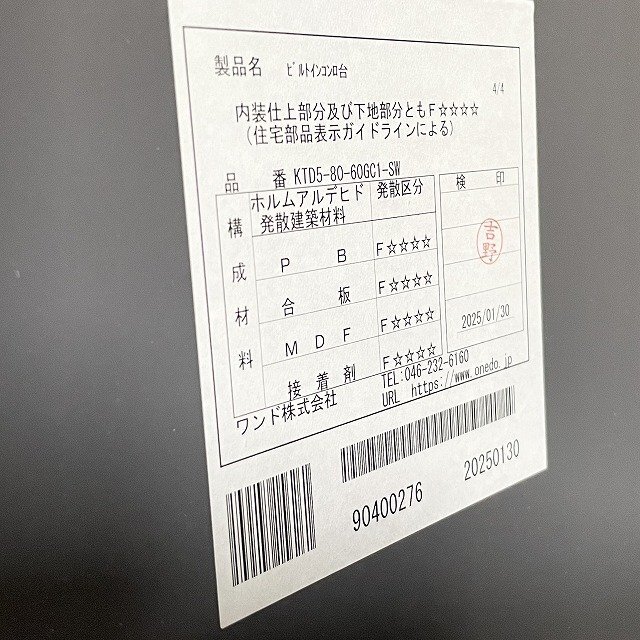 製品名 ビルトインコンロ台
4/4
内装仕上部分及び下地部分ともF☆☆☆☆
(住宅部品表示ガイドラインによる)
品 番 KTD5-80-60GC1-SW
構成材料
ホルムアルデヒド発散建築材料 発散区分
検 印
PB F☆☆☆☆
吉野
合板 F☆☆☆☆
MDF F☆☆☆☆
2025/01/30
接着剤 F☆☆☆☆
ワンド株式会社
TEL:046-232-6160
URL https://www.onedo.jp
90400276
20250130